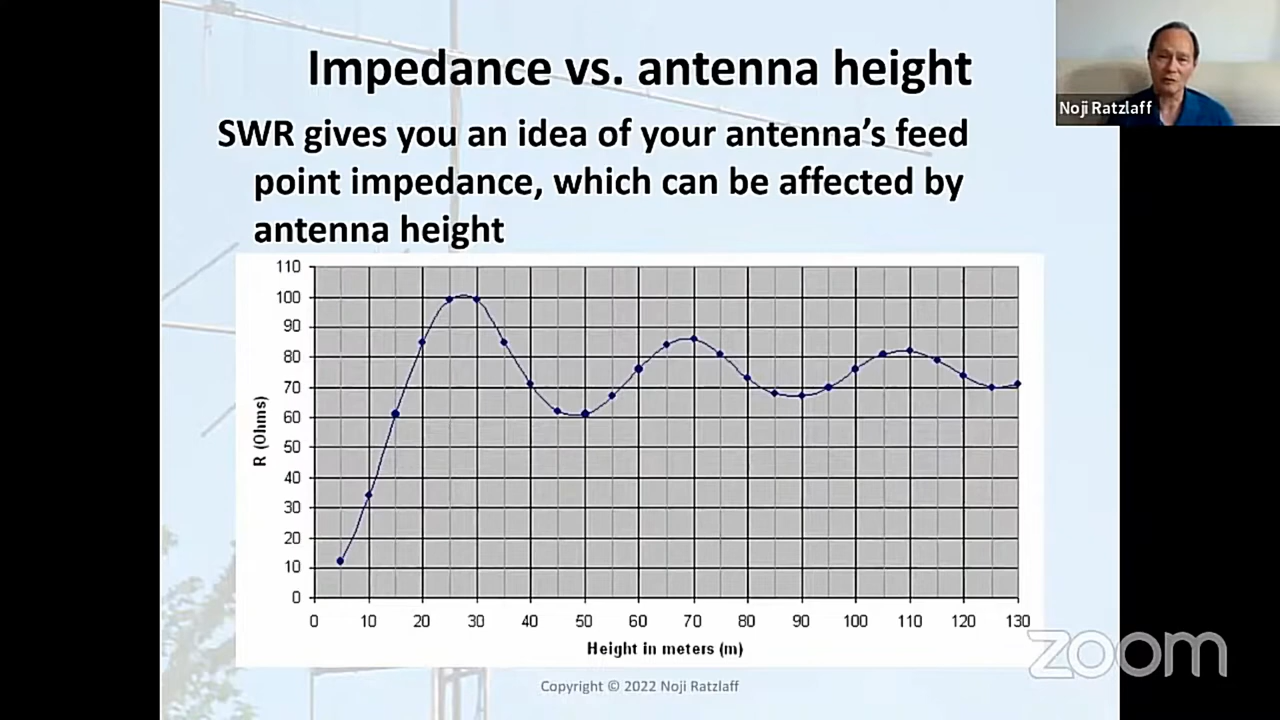 Impedance vs. antenna height
Noji Ratzlaff
SWR gives you an idea of your antenna's feed
point impedance, which can be affected by
antenna height
110
100
90
80
70
60
50
40
30
20
10
0
R (Ohms)
0 10 20 30 40 50 60 70 80 90 100 110 120 130
Height in meters (m)
zoom
Copyright © 2022 Noji Ratzlaff